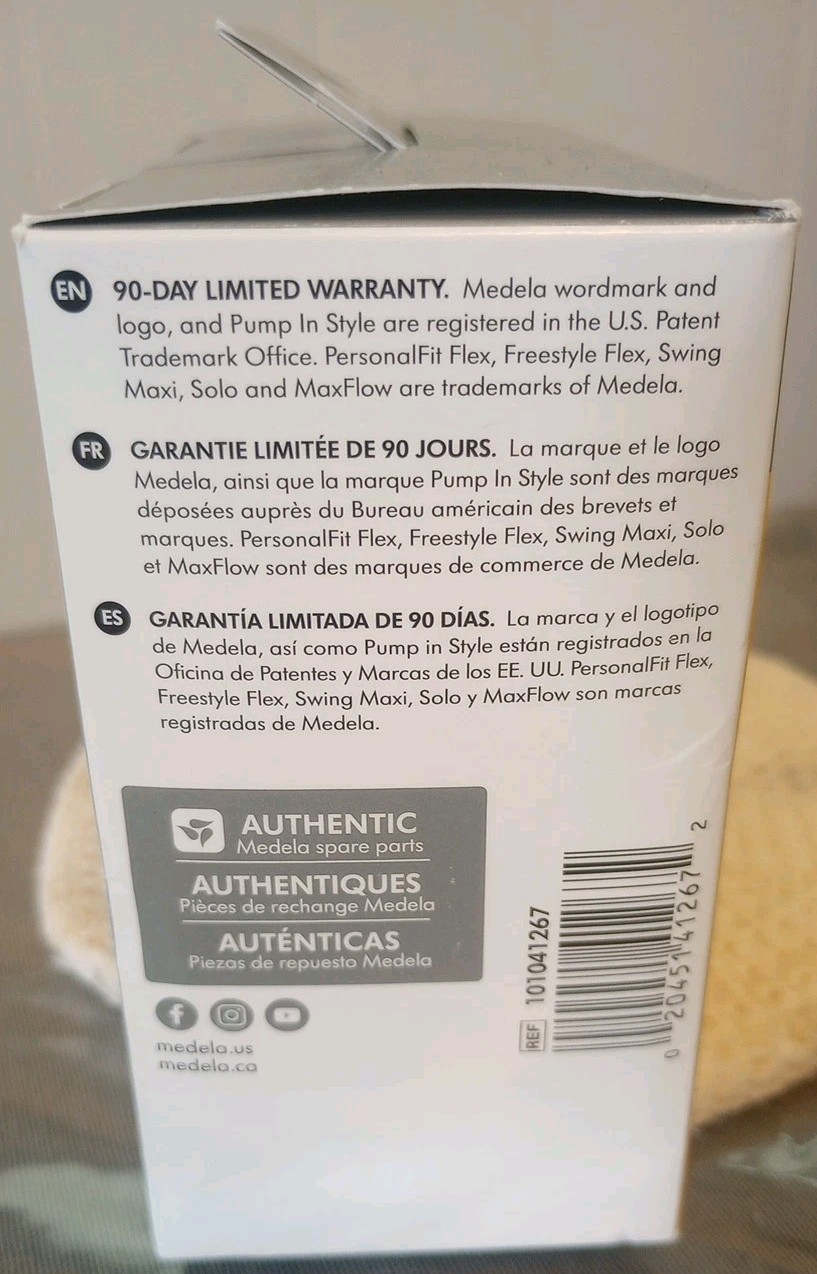 EN 90-DAY LIMITED WARRANTY. Medela wordmark and
logo, and Pump In Style are registered in the U.S. Patent
Trademark Office. PersonalFit Flex, Freestyle Flex, Swing
Maxi, Solo and MaxFlow are trademarks of Medela.
FR GARANTIE LIMITÉE DE 90 JOURS. La marque et le logo
Medela, ainsi que la marque Pump In Style sont des marques
déposées auprès du Bureau américain des brevets et
marques. PersonalFit Flex, Freestyle Flex, Swing Maxi, Solo
et MaxFlow sont des marques de commerce de Medela.
ES GARANTÍA LIMITADA DE 90 DÍAS. La marca y el logotipo
de Medela, así como Pump in Style están registrados en la
Oficina de Patentes y Marcas de los EE. UU. PersonalFit Flex,
Freestyle Flex, Swing Maxi, Solo y MaxFlow son marcas
registradas de Medela.
AUTHENTIC
Medela spare parts
AUTHENTIQUES
Pièces de rechange Medela
AUTÉNTICAS
Piezas de repuesto Medela
medela.us
medela.ca
REF 101041267
0 20451 41267 2